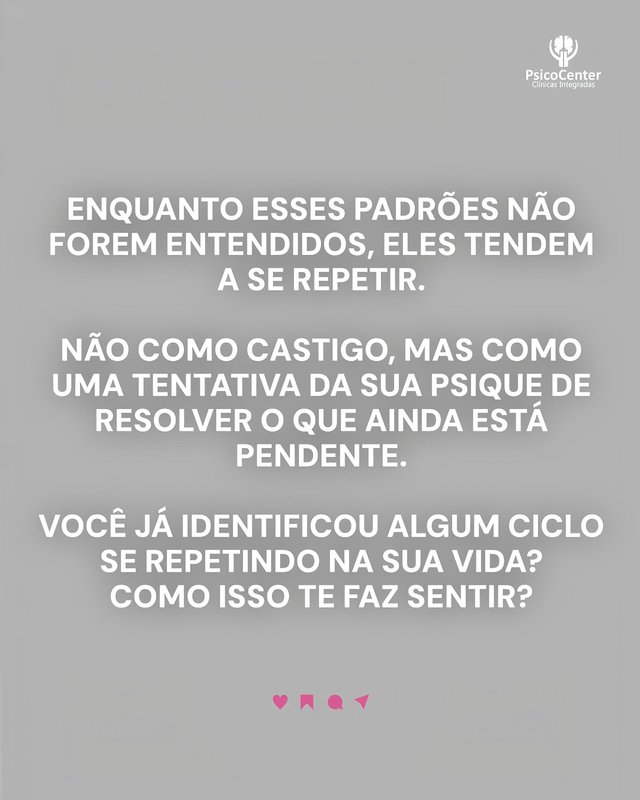 PsicoCenter
Clínicas Integradas
ENQUANTO ESSES PADRÕES NÃO
FOREM ENTENDIDOS, ELES TENDEM
A SE REPETIR.
NÃO COMO CASTIGO, MAS COMO
UMA TENTATIVA DA SUA PSIQUE DE
RESOLVER O QUE AINDA ESTÁ
PENDENTE.
VOCÊ JÁ IDENTIFICOU ALGUM CICLO
SE REPETINDO NA SUA VIDA?
COMO ISSO TE FAZ SENTIR?